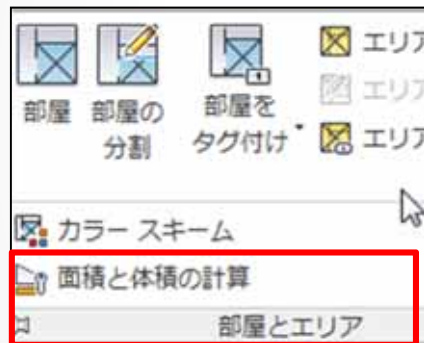 部屋
部屋の
分割
部屋を
タグ付け
エリア
エリア
エリア
カラー スキーム
面積と体積の計算
部屋とエリア